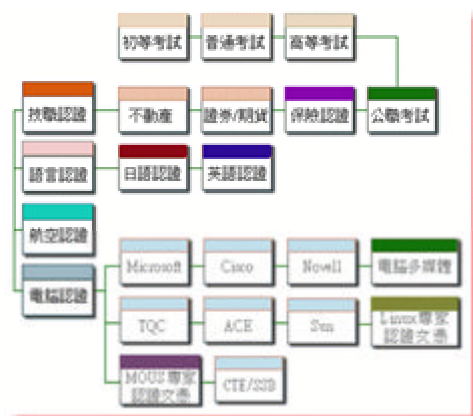 初等考試
普通考試
高等考試
技職認證
不動產
證券/期貨
保險認證
公職考試
語言認證
日語認證
英語認證
航空認證
電腦認證
Microsoft
Cisco
Novell
電腦多媒體
TQC
ACE
Sun
Linux專家
認證文憑
MOUS專家
認證文憑
CTE/SSD